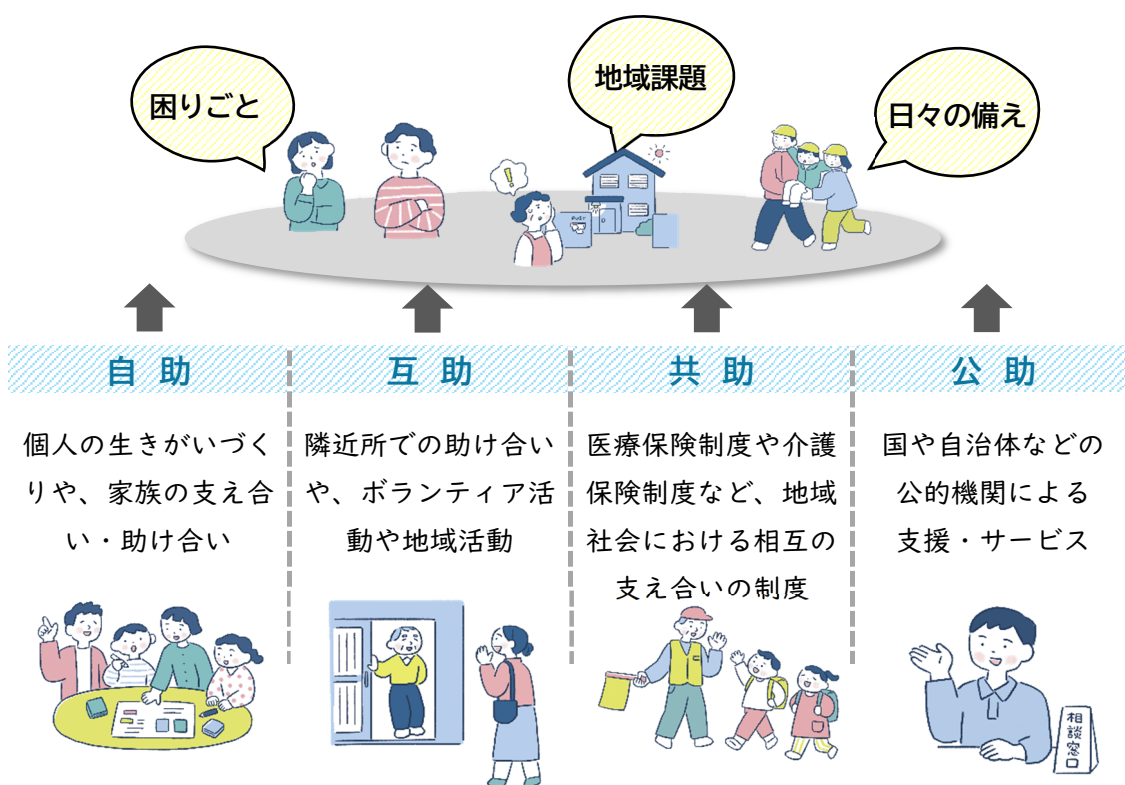 困りごと
地域課題
日々の備え
POST
自助
互助
共助
公助
個人の生きがいづく
りや、家族の支え合
い・助け合い
隣近所での助け合い
や、ボランティア活
動や地域活動
医療保険制度や介護
保険制度など、地域
社会における相互の
支え合いの制度
国や自治体などの
公的機関による
支援・サービス
相談窓口